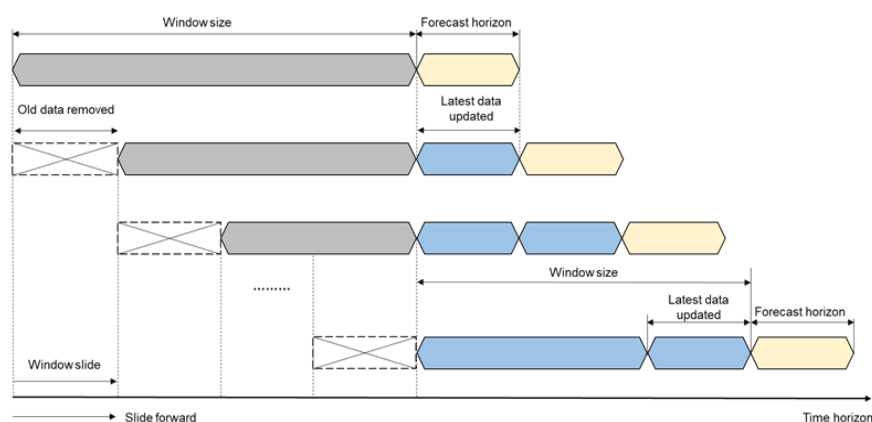 Window size
Forecast horizon
Old data removed
Latest data
updated
.........
Window size
Latest data
updated
Forecast horizon
Window slide
Slide forward
Time horizon